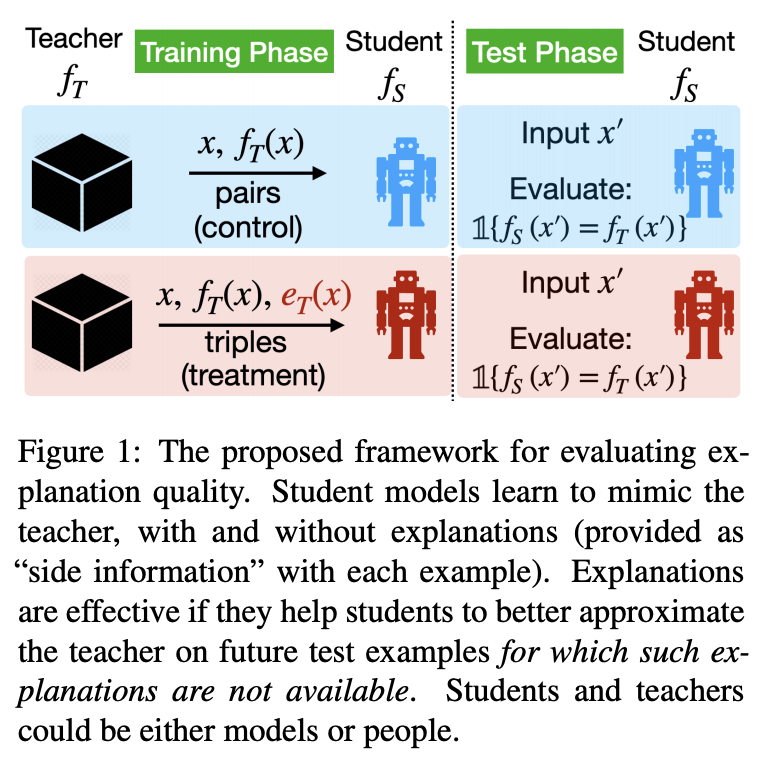 Teacher Training Phase Student Test Phase Student
f_T f_S f_S
x, f_T(x)
pairs
(control)
Input x′
Evaluate:
𝟙{f_S (x′) = f_T (x′)}
x, f_T(x), e_T(x)
triples
(treatment)
Input x′
Evaluate:
𝟙{f_S (x′) = f_T (x′)}
Figure 1: The proposed framework for evaluating ex-
planation quality. Student models learn to mimic the
teacher, with and without explanations (provided as
“side information” with each example). Explanations
are effective if they help students to better approximate
the teacher on future test examples for which such ex-
planations are not available. Students and teachers
could be either models or people.